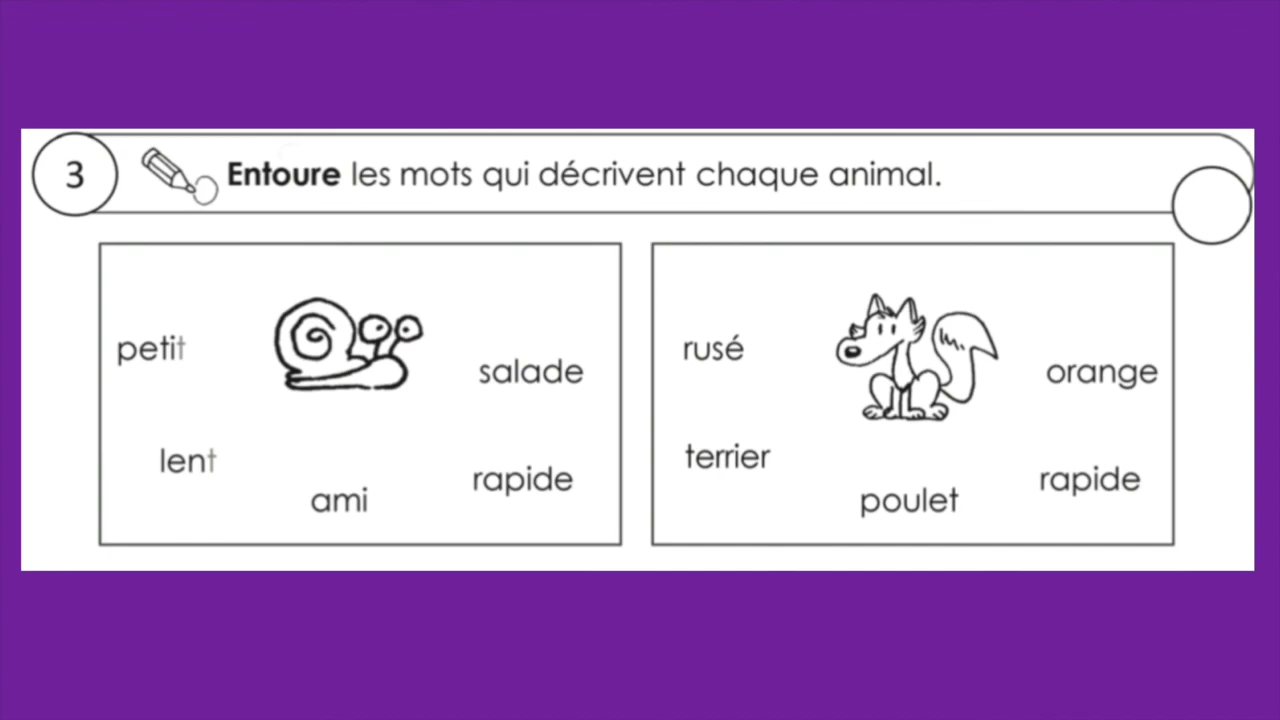 3 Entoure les mots qui décrivent chaque animal.
petit
salade
lent
rapide
ami
rusé
orange
terrier
rapide
poulet